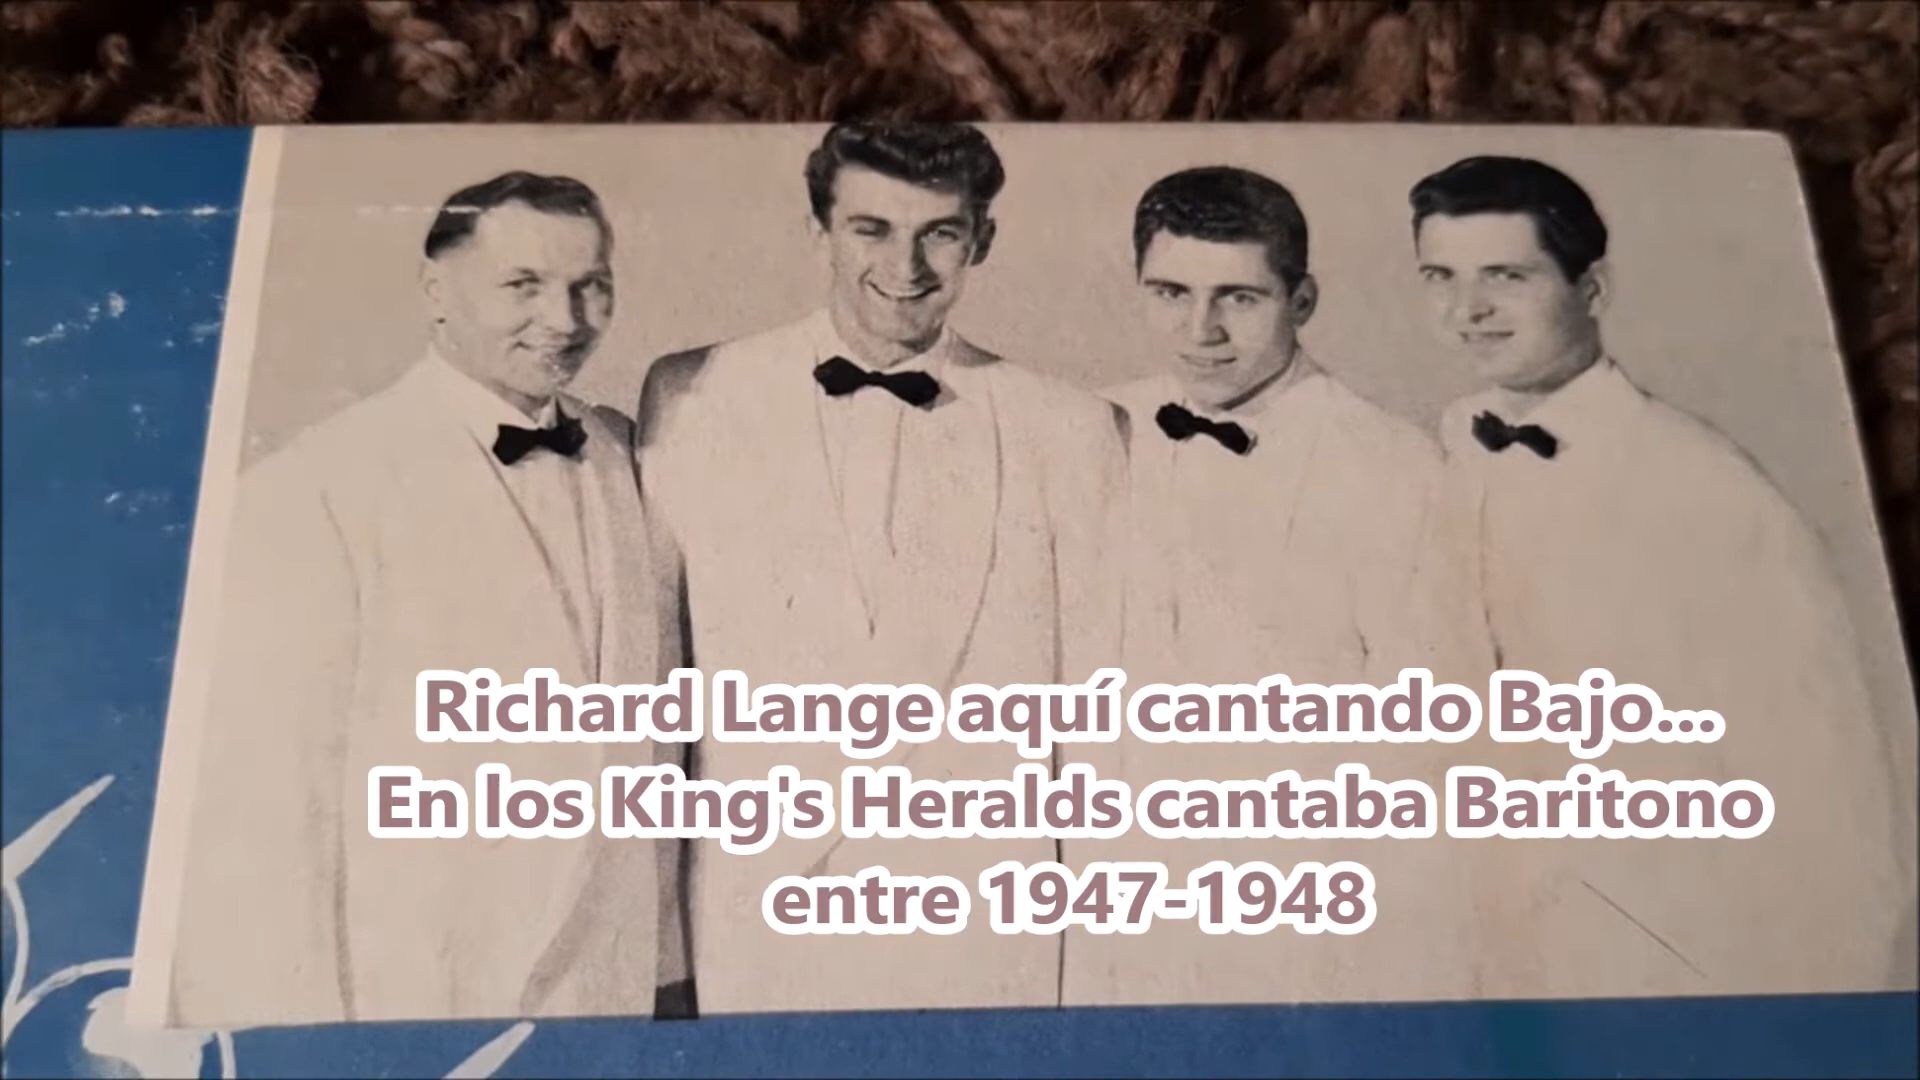 Richard Lange aquí cantando Bajo...
En los King's Heralds cantaba Baritono
entre 1947-1948